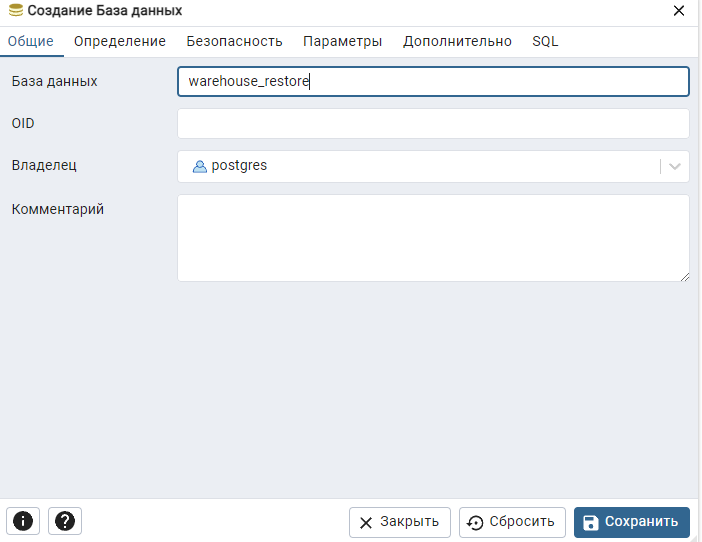 Создание База данных
Общие Определение Безопасность Параметры Дополнительно SQL
База данных warehouse_restore
OID
Владелец postgres
Комментарий
Закрыть Сбросить Сохранить